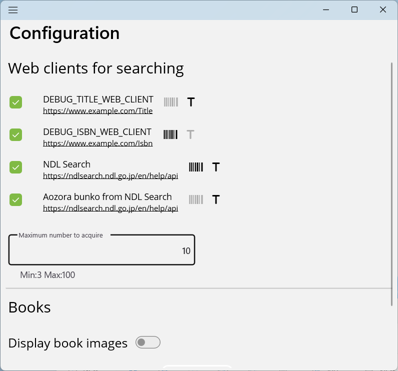 Configuration
Web clients for searching
DEBUG_TITLE_WEB_CLIENT
https://www.example.com/Title
DEBUG_ISBN_WEB_CLIENT
https://www.example.com/Isbn
NDL Search
https://ndlsearch.ndl.go.jp/en/help/api
Aozora bunko from NDL Search
https://ndlsearch.ndl.go.jp/en/help/api
Maximum number to acquire
10
Min:3 Max:100
Books
Display book images